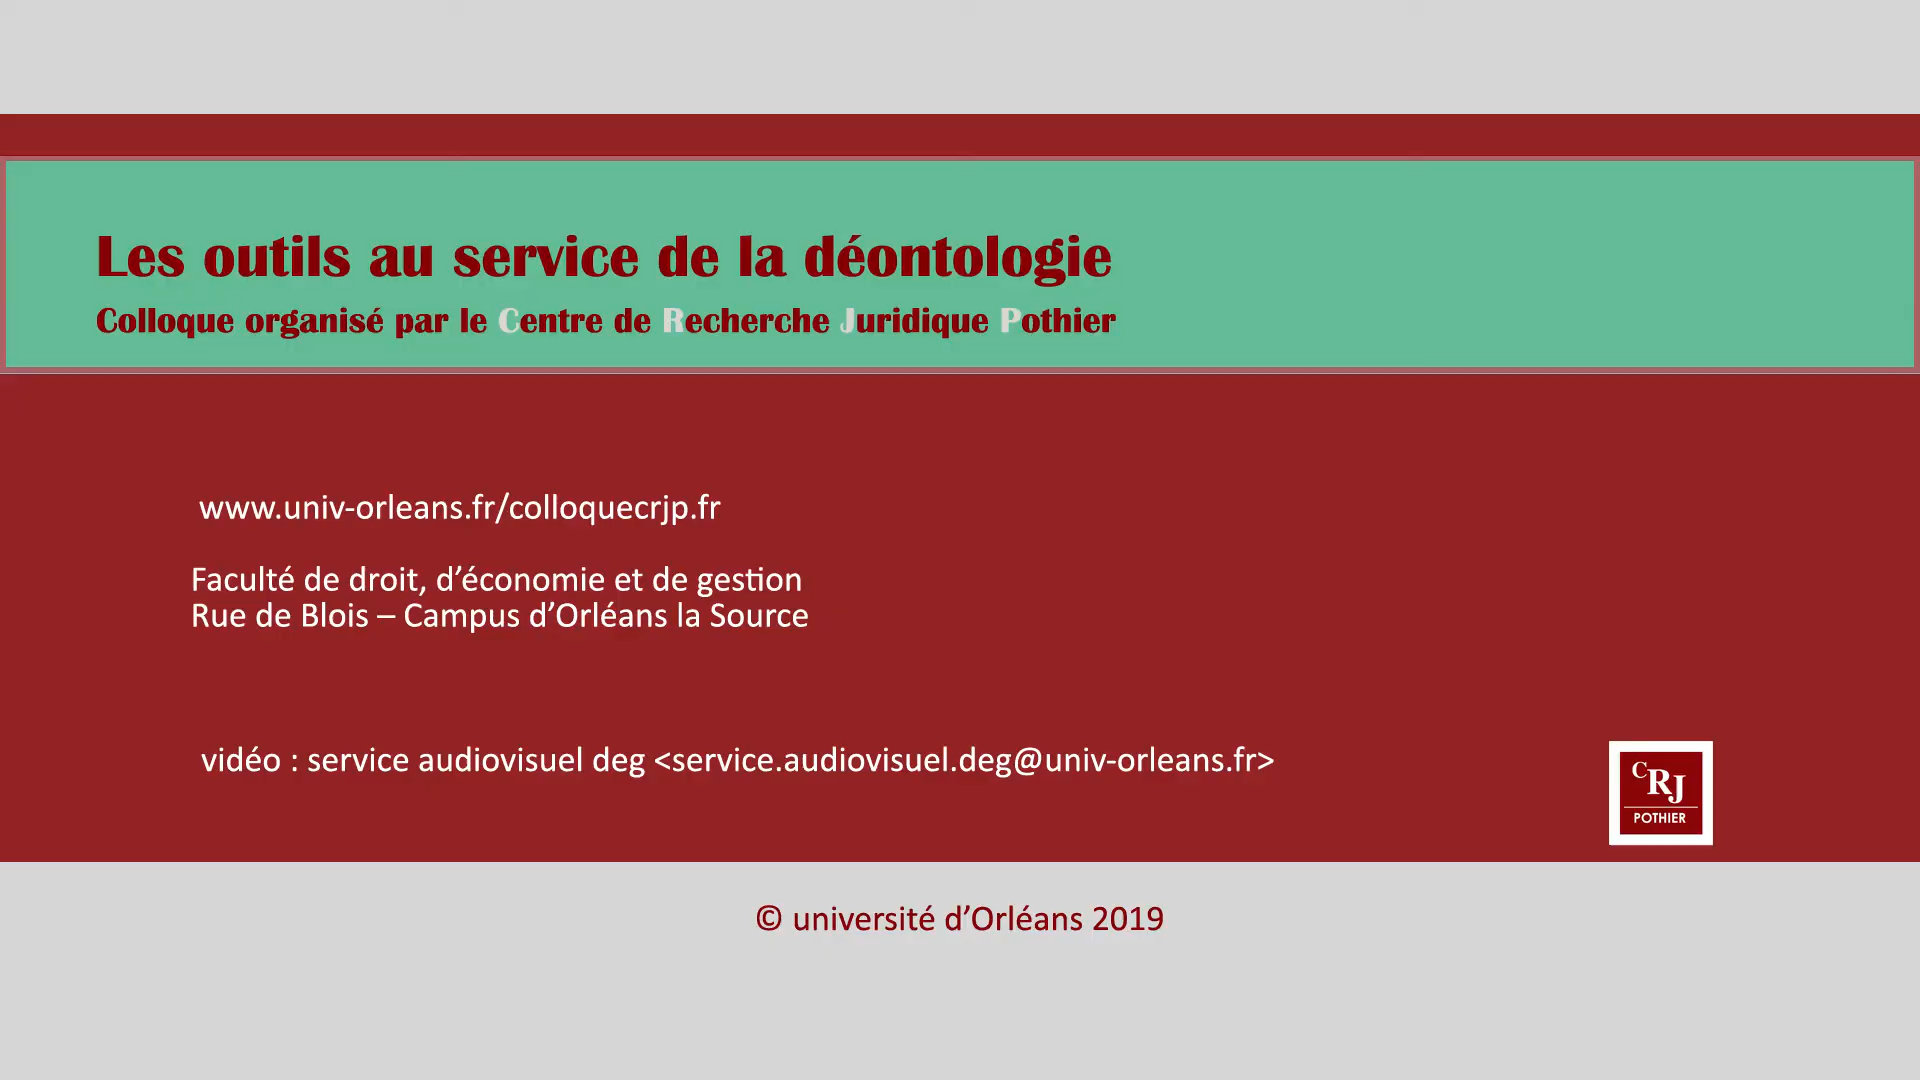 Les outils au service de la déontologie
Colloque organisé par le Centre de Recherche Juridique Pothier
www.univ-orleans.fr/colloquecrjp.fr
Faculté de droit, d’économie et de gestion
Rue de Blois – Campus d’Orléans la Source
vidéo : service audiovisuel deg <service.audiovisuel.deg@univ-orleans.fr>
CRJ
POTHIER
© université d’Orléans 2019